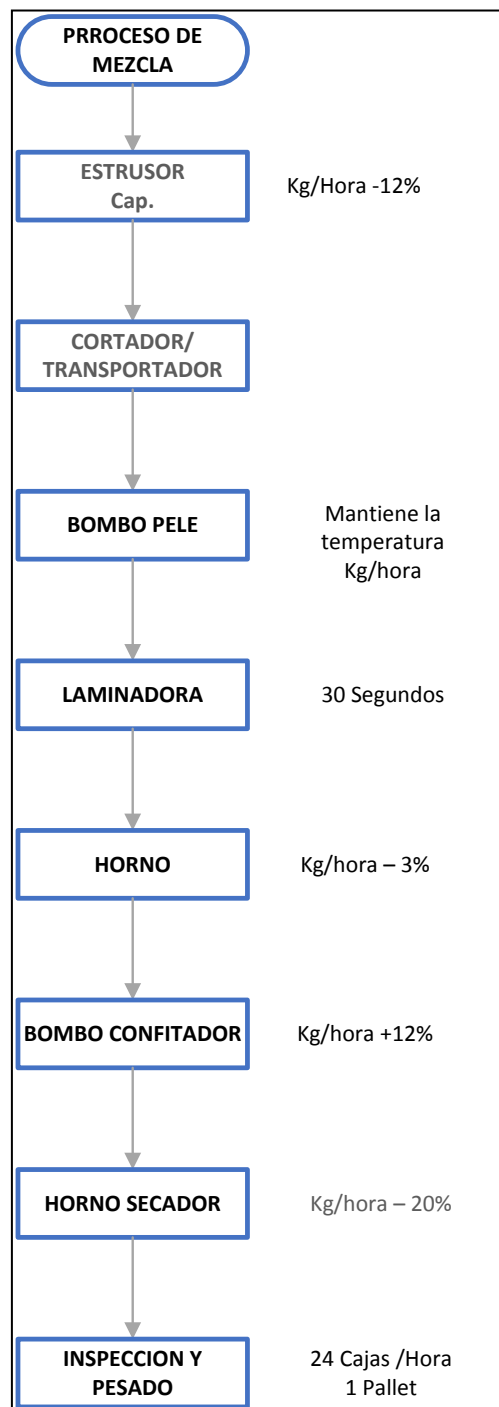 PRROCESO DE
MEZCLA
ESTRUSOR
Cap.
Kg/Hora -12%
CORTADOR/
TRANSPORTADOR
BOMBO PELE
Mantiene la
temperatura
Kg/hora
LAMINADORA
30 Segundos
HORNO
Kg/hora – 3%
BOMBO CONFITADOR
Kg/hora +12%
HORNO SECADOR
Kg/hora – 20%
INSPECCION Y
PESADO
24 Cajas /Hora
1 Pallet